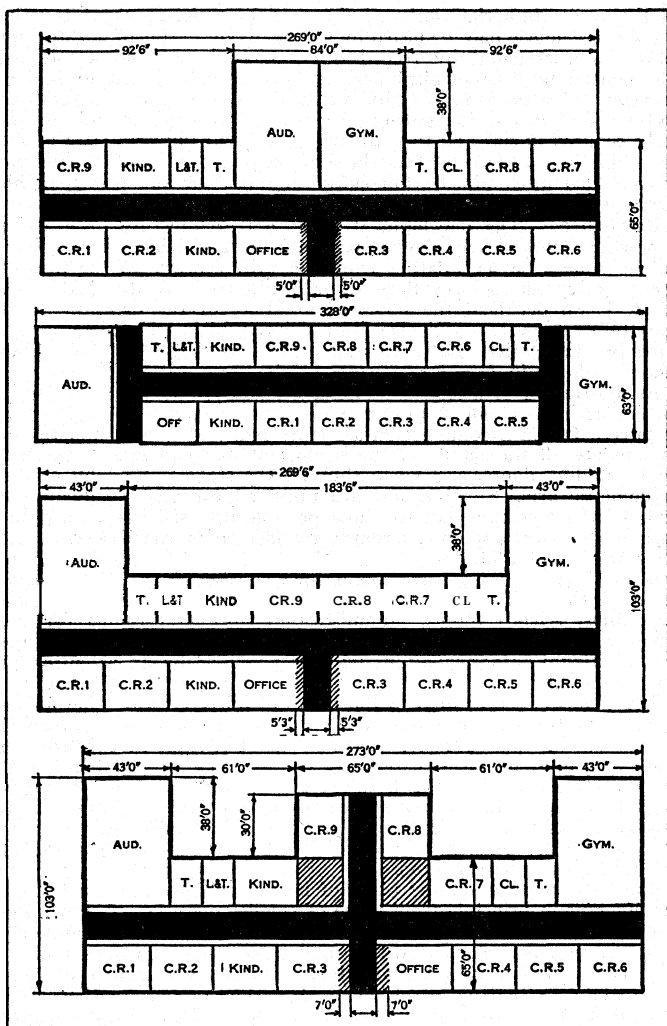 269'0"
92'6" 84'0" 92'6"
38'0"
AUD. GYM.
C.R.9 KIND. L&T. T. T. CL. C.R.8 C.R.7
65'0"
C.R.1 C.R.2 KIND. OFFICE C.R.3 C.R.4 C.R.5 C.R.6
5'0" 5'0"
328'0"
T. L&T. KIND. C.R.9 C.R.8 C.R.7 C.R.6 CL. T.
AUD. GYM.
63'0"
OFF KIND. C.R.1 C.R.2 C.R.3 C.R.4 C.R.5
269'6"
43'0" 183'6" 43'0"
38'0"
AUD. GYM.
103'0"
T. L&T KIND CR.9 C.R.8 C.R.7 CL T.
C.R.1 C.R.2 KIND. OFFICE C.R.3 C.R.4 C.R.5 C.R.6
5'3" 5'3"
273'0"
43'0" 61'0" 65'0" 61'0" 43'0"
38'0" 30'0"
AUD. C.R.9 C.R.8 GYM.
103'0"
T. L&T. KIND. C.R.7 CL. T.
65'0"
C.R.1 C.R.2 KIND. C.R.3 OFFICE C.R.4 C.R.5 C.R.6
7'0" 7'0"